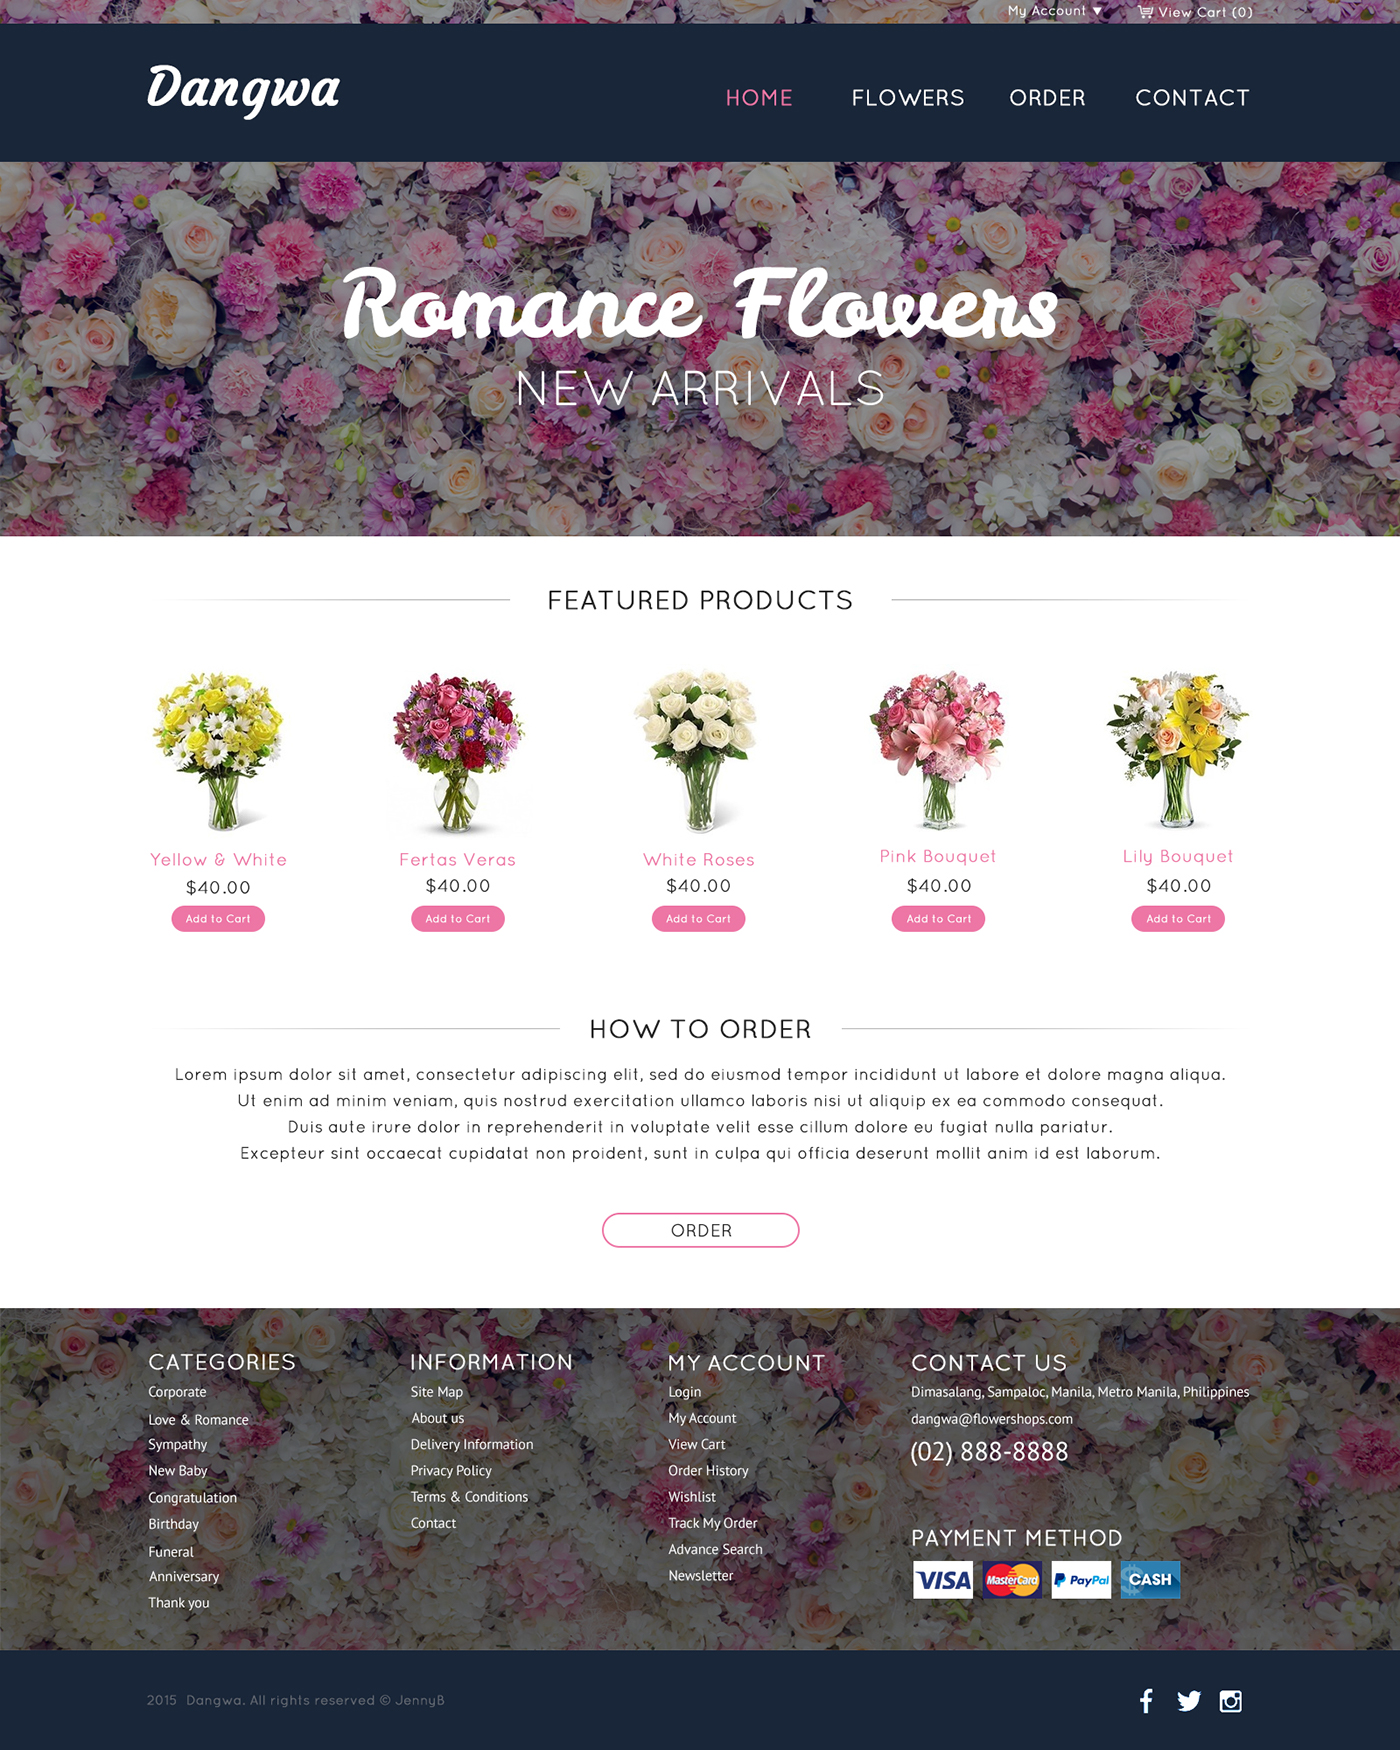 My Account ▼
View Cart (0)
Dangwa
HOME
FLOWERS
ORDER
CONTACT
Romance Flowers
NEW ARRIVALS
FEATURED PRODUCTS
Yellow & White
$40.00
Add to Cart
Fertas Veras
$40.00
Add to Cart
White Roses
$40.00
Add to Cart
Pink Bouquet
$40.00
Add to Cart
Lily Bouquet
$40.00
Add to Cart
HOW TO ORDER
Lorem ipsum dolor sit amet, consectetur adipiscing elit, sed do eiusmod tempor incididunt ut labore et dolore magna aliqua.
Ut enim ad minim veniam, quis nostrud exercitation ullamco laboris nisi ut aliquip ex ea commodo consequat.
Duis aute irure dolor in reprehenderit in voluptate velit esse cillum dolore eu fugiat nulla pariatur.
Excepteur sint occaecat cupidatat non proident, sunt in culpa qui officia deserunt mollit anim id est laborum.
ORDER
CATEGORIES
Corporate
Love & Romance
Sympathy
New Baby
Congratulation
Birthday
Funeral
Anniversary
Thank you
INFORMATION
Site Map
About us
Delivery Information
Privacy Policy
Terms & Conditions
Contact
MY ACCOUNT
Login
My Account
View Cart
Order History
Wishlist
Track My Order
Advance Search
Newsletter
CONTACT US
Dimasalang, Sampaloc, Manila, Metro Manila, Philippines
dangwa@flowershops.com
(02) 888-8888
PAYMENT METHOD
VISA
MasterCard
PayPal
CASH
2015 Dangwa. All rights reserved © JennyB